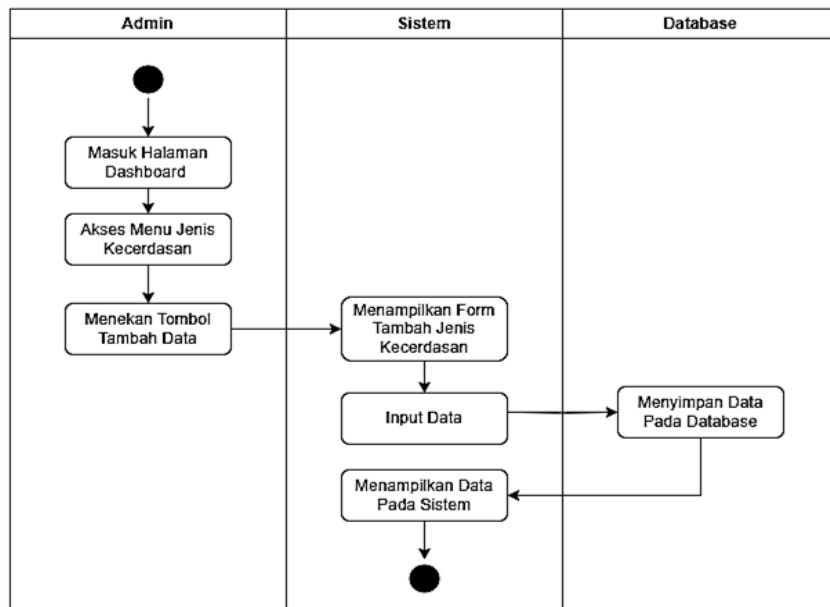 Admin
Sistem
Database
Masuk Halaman
Dashboard
Akses Menu Jenis
Kecerdasan
Menekan Tombol
Tambah Data
Menampilkan Form
Tambah Jenis
Kecerdasan
Input Data
Menyimpan Data
Pada Database
Menampilkan Data
Pada Sistem